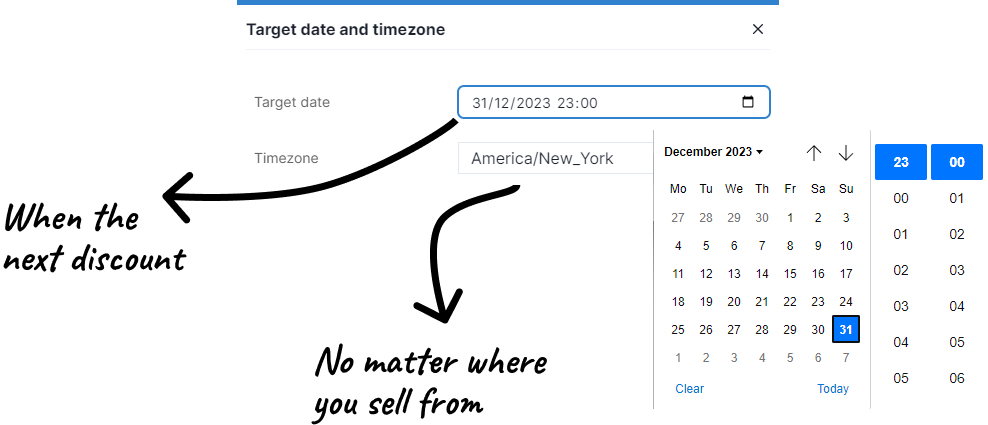 Target date and timezone
Target date
31/12/2023 23:00
Timezone
America/New_York
When the
next discount
No matter where
you sell from
December 2023
Mo Tu We Th Fr Sa Su
27 28 29 30 1 2 3
4 5 6 7 8 9 10
11 12 13 14 15 16 17
18 19 20 21 22 23 24
25 26 27 28 29 30 31
1 2 3 4 5 6 7
Clear Today
23 00
00 01
01 02
02 03
03 04
04 05
05 06